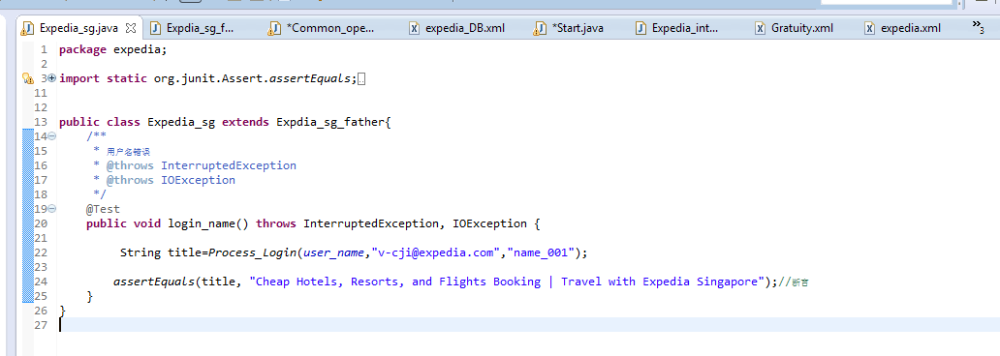 Expedia_sg.java Expdia_sg_f... *Common_ope... expedia_DB.xml *Start.java Expedia_int... Gratuity.xml expedia.xml »3
1 package expedia;
2
3 import static org.junit.Assert.assertEquals;
11
12
13 public class Expedia_sg extends Expdia_sg_father{
14 /**
15 * 用户名错误
16 * @throws InterruptedException
17 * @throws IOException
18 */
19 @Test
20 public void login_name() throws InterruptedException, IOException {
21
22 String title=Process_Login(user_name,"v-cji@expedia.com","name_001");
23
24 assertEquals(title, "Cheap Hotels, Resorts, and Flights Booking | Travel with Expedia Singapore");//断言
25 }
26 }
27